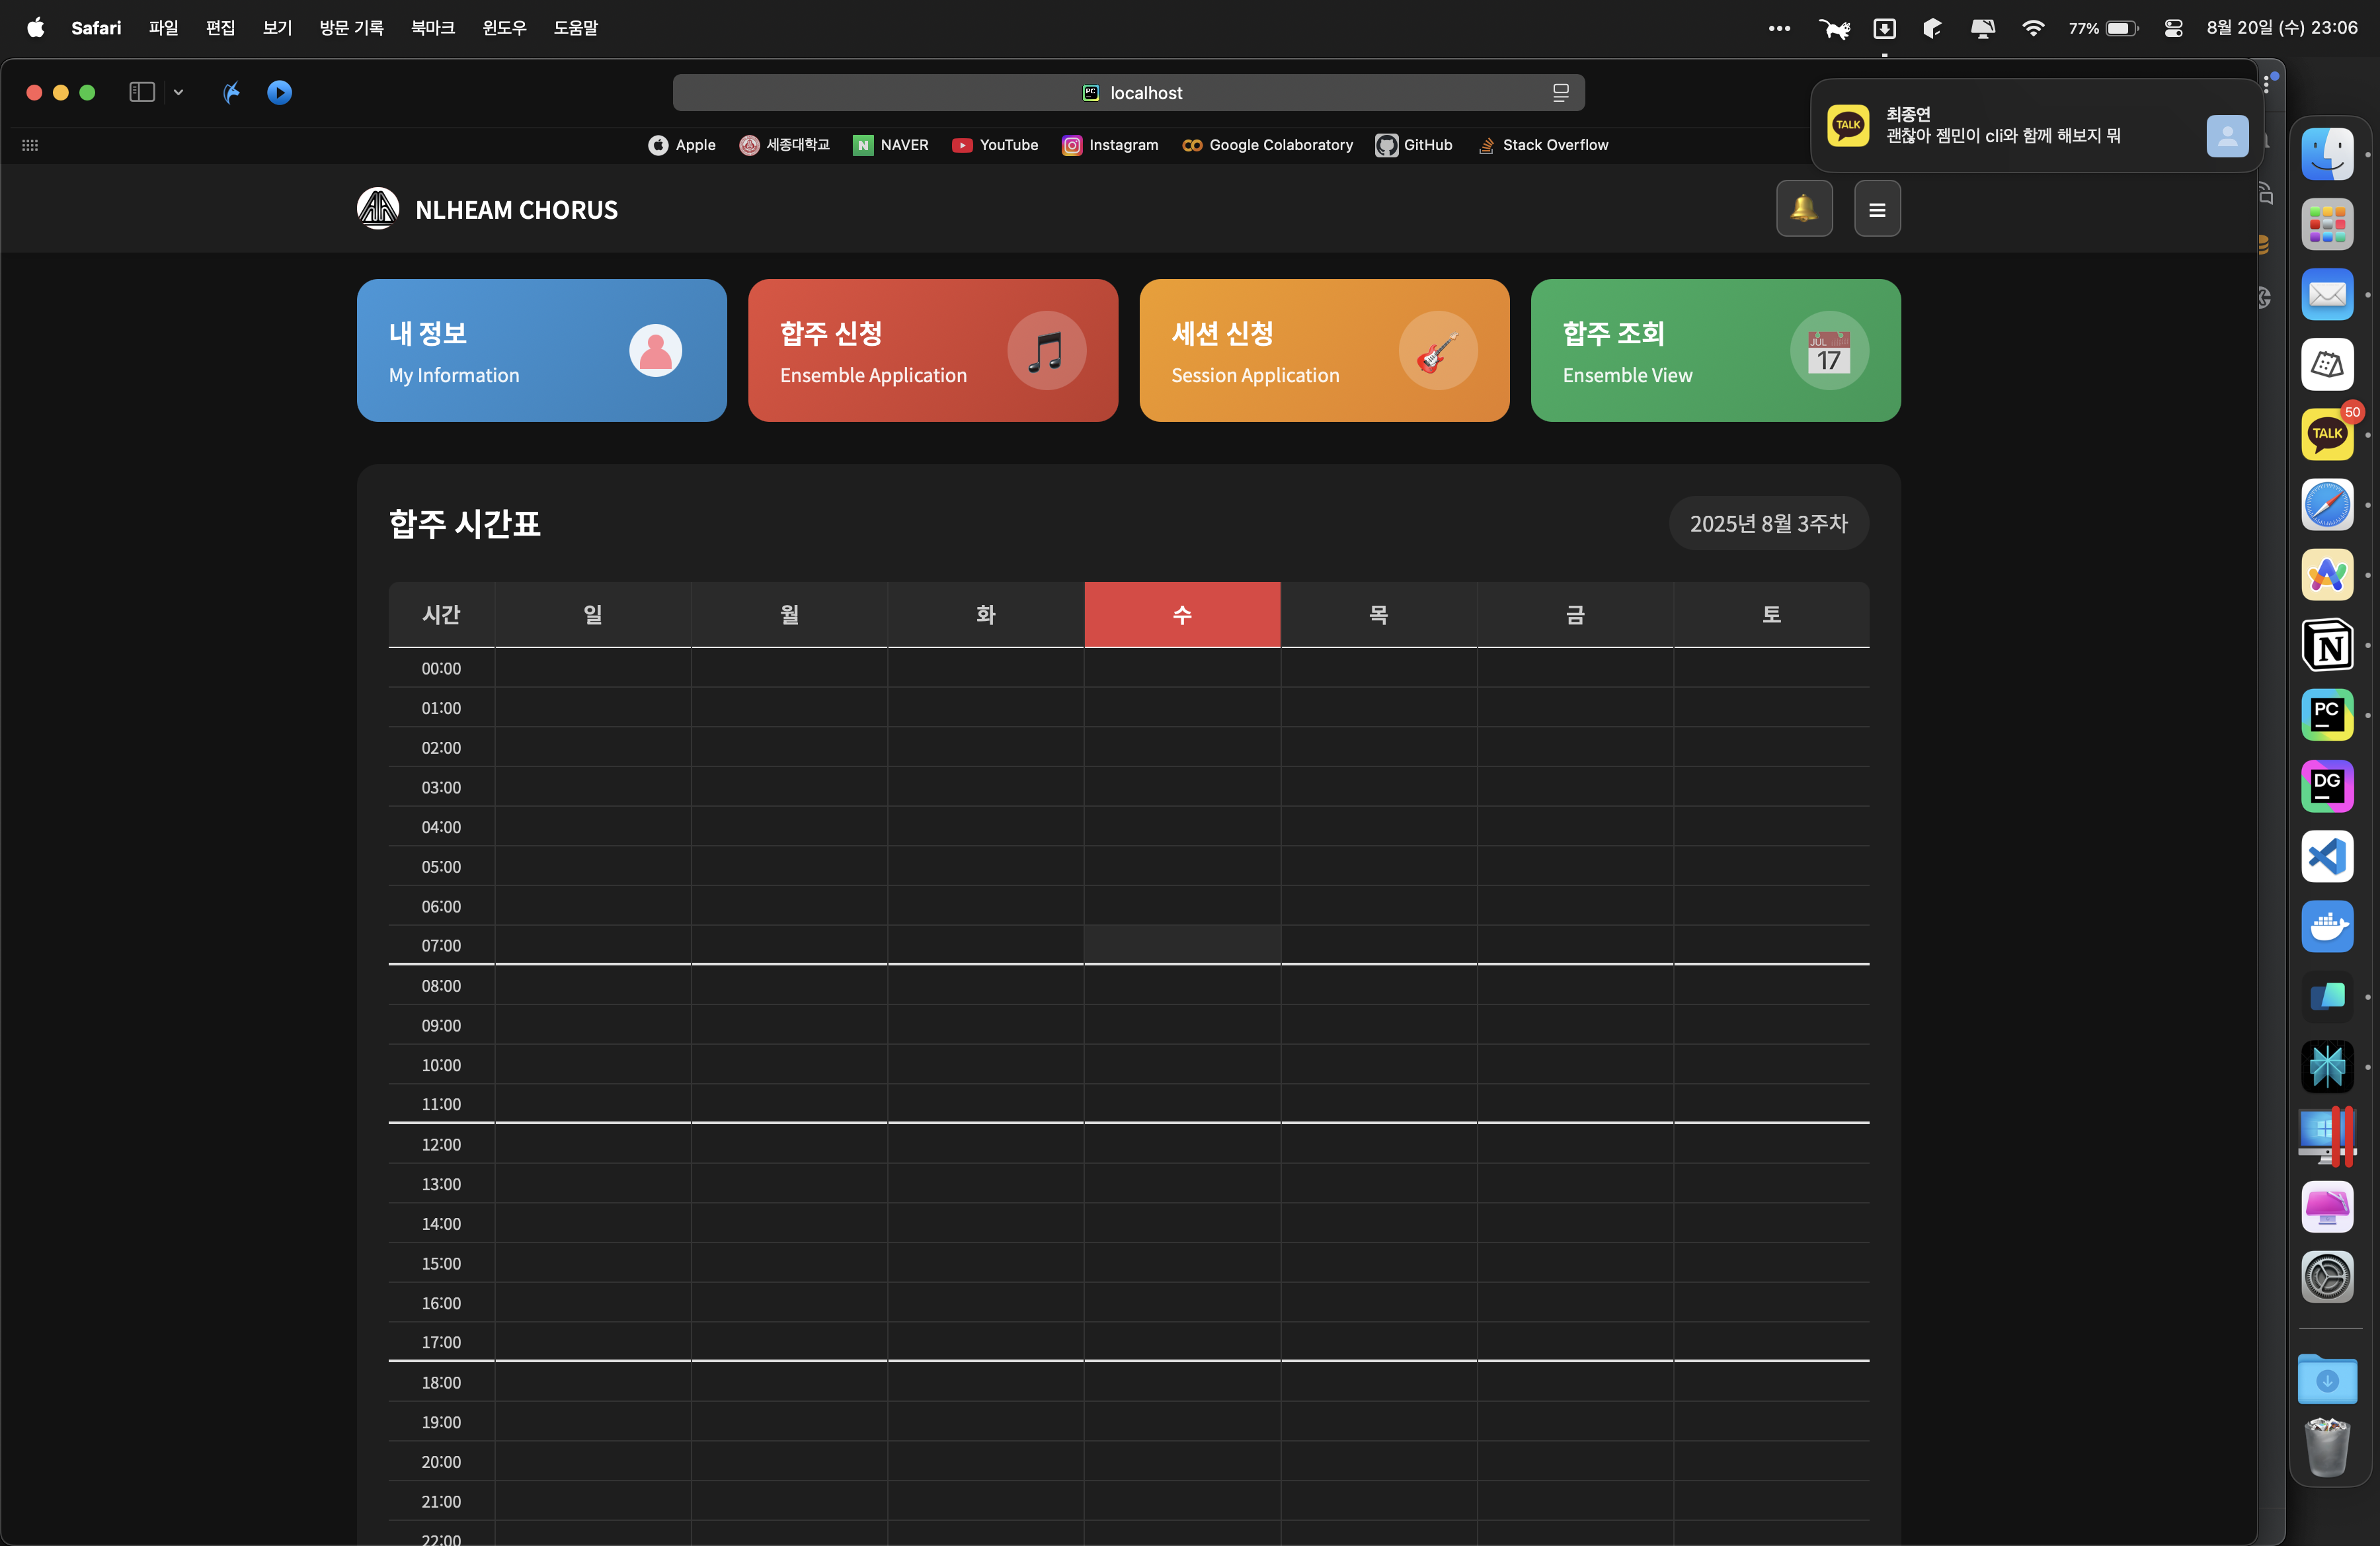 Safari 파일 편집 보기 방문 기록 북마크 윈도우 도움말 77% 8월 20일 (수) 23:06
PC localhost
TALK 최종연
괜찮아 젬민이 cli와 함께 해보지 뭐
Apple 세종대학교 N NAVER YouTube Instagram Google Colaboratory GitHub Stack Overflow
NLHEAM CHORUS
내 정보
My Information
합주 신청
Ensemble Application
세션 신청
Session Application
합주 조회
Ensemble View
JUL
17
합주 시간표
2025년 8월 3주차
시간 일 월 화 수 목 금 토
00:00
01:00
02:00
03:00
04:00
05:00
06:00
07:00
08:00
09:00
10:00
11:00
12:00
13:00
14:00
15:00
16:00
17:00
18:00
19:00
20:00
21:00
22:00
50
TALK
N
PC
DG